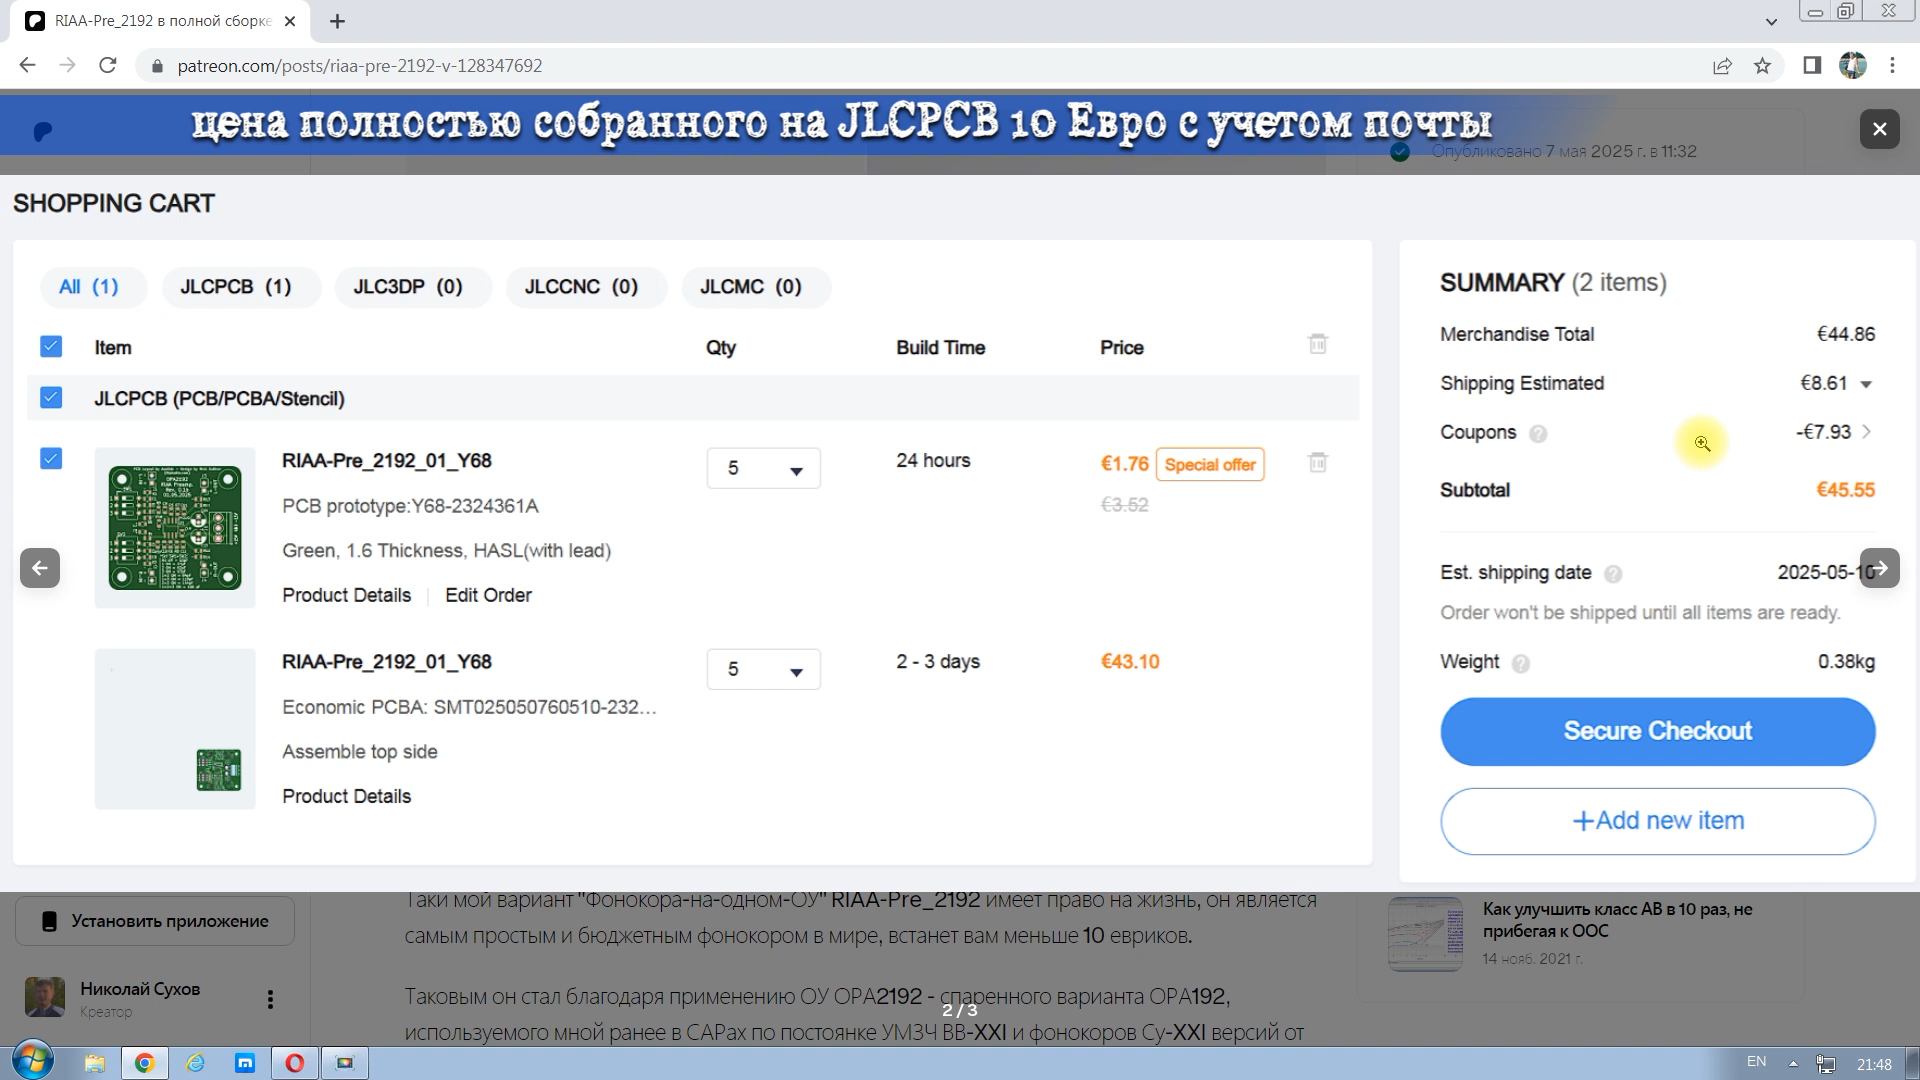 RIAA-Pre_2192 в полной сборке
patreon.com/posts/riaa-pre-2192-v-128347692
цена полностью собранного на JLCPCB 10 Евро с учетом почты
Опубликовано 7 мая 2025 г. в 11:32
SHOPPING CART
All (1)
JLCPCB (1)
JLC3DP (0)
JLCCNC (0)
JLCMC (0)
Item
Qty
Build Time
Price
JLCPCB (PCB/PCBA/Stencil)
RIAA-Pre_2192_01_Y68
5
24 hours
€1.76
Special offer
PCB prototype:Y68-2324361A
€3.52
Green, 1.6 Thickness, HASL(with lead)
Product Details
Edit Order
RIAA-Pre_2192_01_Y68
5
2 - 3 days
€43.10
Economic PCBA: SMT025050760510-232...
Assemble top side
Product Details
SUMMARY (2 items)
Merchandise Total
€44.86
Shipping Estimated
€8.61
Coupons
-€7.93
Subtotal
€45.55
Est. shipping date
2025-05-10
Order won't be shipped until all items are ready.
Weight
0.38kg
Secure Checkout
+Add new item
Установить приложение
Николай Сухов
Креатор
Таки мой вариант "Фонокора-на-одном-ОУ" RIAA-Pre_2192 имеет право на жизнь, он является
самым простым и бюджетным фонокором в мире, встанет вам меньше 10 евриков.
Таковым он стал благодаря применению ОУ OPA2192 - спаренного варианта OPA192,
2/3
используемого мной ранее в САРах по постоянке УМЗЧ ВВ-XXI и фонокоров Су-XXI версий от
Как улучшить класс АВ в 10 раз, не
прибегая к ООС
14 нояб. 2021 г.
EN
21:48